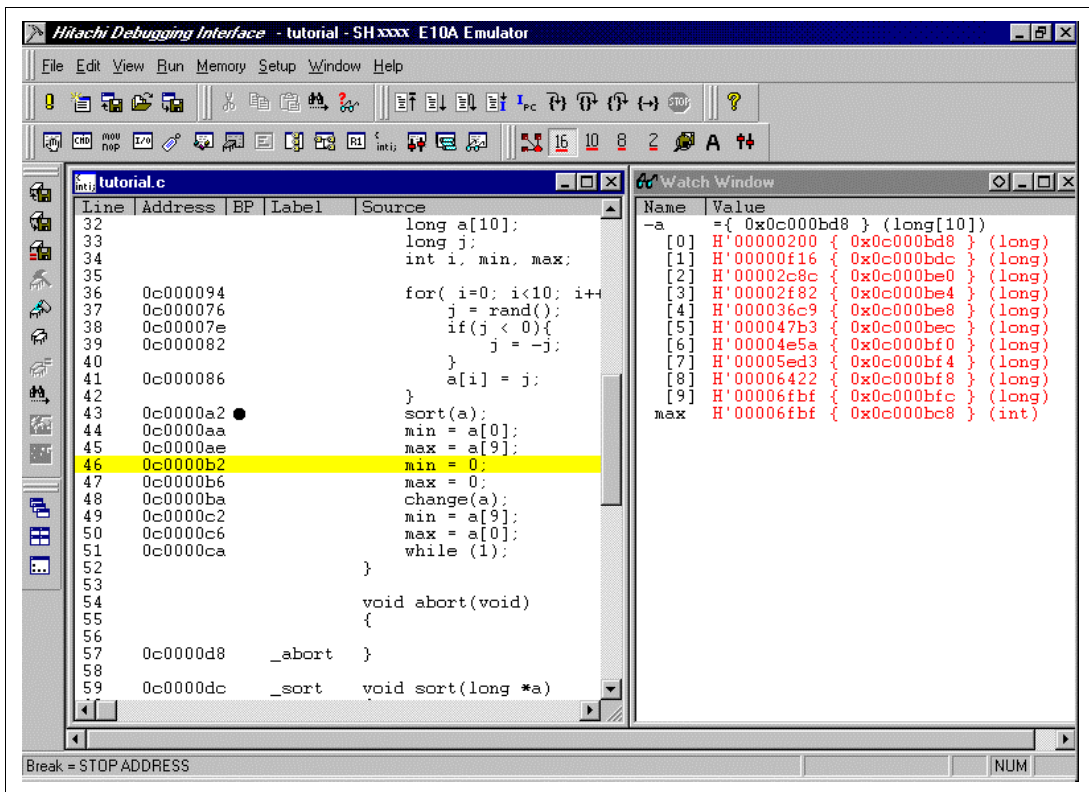 Hitachi Debugging Interface - tutorial - SH xxxx E10A Emulator
File Edit View Run Memory Setup Window Help
PC STOP ?
CMD mov nop I/O R1 inti; 16 10 8 2 A
inti; tutorial.c
Line Address BP Label Source
32 long a[10];
33 long j;
34 int i, min, max;
35
36 0c000094 for( i=0; i<10; i++
37 0c000076 j = rand();
38 0c00007e if(j < 0){
39 0c000082 j = -j;
40 }
41 0c000086 a[i] = j;
42 }
43 0c0000a2 ● sort(a);
44 0c0000aa min = a[0];
45 0c0000ae max = a[9];
46 0c0000b2 min = 0;
47 0c0000b6 max = 0;
48 0c0000ba change(a);
49 0c0000c2 min = a[9];
50 0c0000c6 max = a[0];
51 0c0000ca while (1);
52 }
53
54 void abort(void)
55 {
56
57 0c0000d8 _abort }
58
59 0c0000dc _sort void sort(long *a)
Watch Window
Name Value
-a ={ 0x0c000bd8 } (long[10])
[0] H'00000200 { 0x0c000bd8 } (long)
[1] H'00000f16 { 0x0c000bdc } (long)
[2] H'00002c8c { 0x0c000be0 } (long)
[3] H'00002f82 { 0x0c000be4 } (long)
[4] H'000036c9 { 0x0c000be8 } (long)
[5] H'000047b3 { 0x0c000bec } (long)
[6] H'00004e5a { 0x0c000bf0 } (long)
[7] H'00005ed3 { 0x0c000bf4 } (long)
[8] H'00006422 { 0x0c000bf8 } (long)
[9] H'00006fbf { 0x0c000bfc } (long)
max H'00006fbf { 0x0c000bc8 } (int)
Break = STOP ADDRESS
NUM